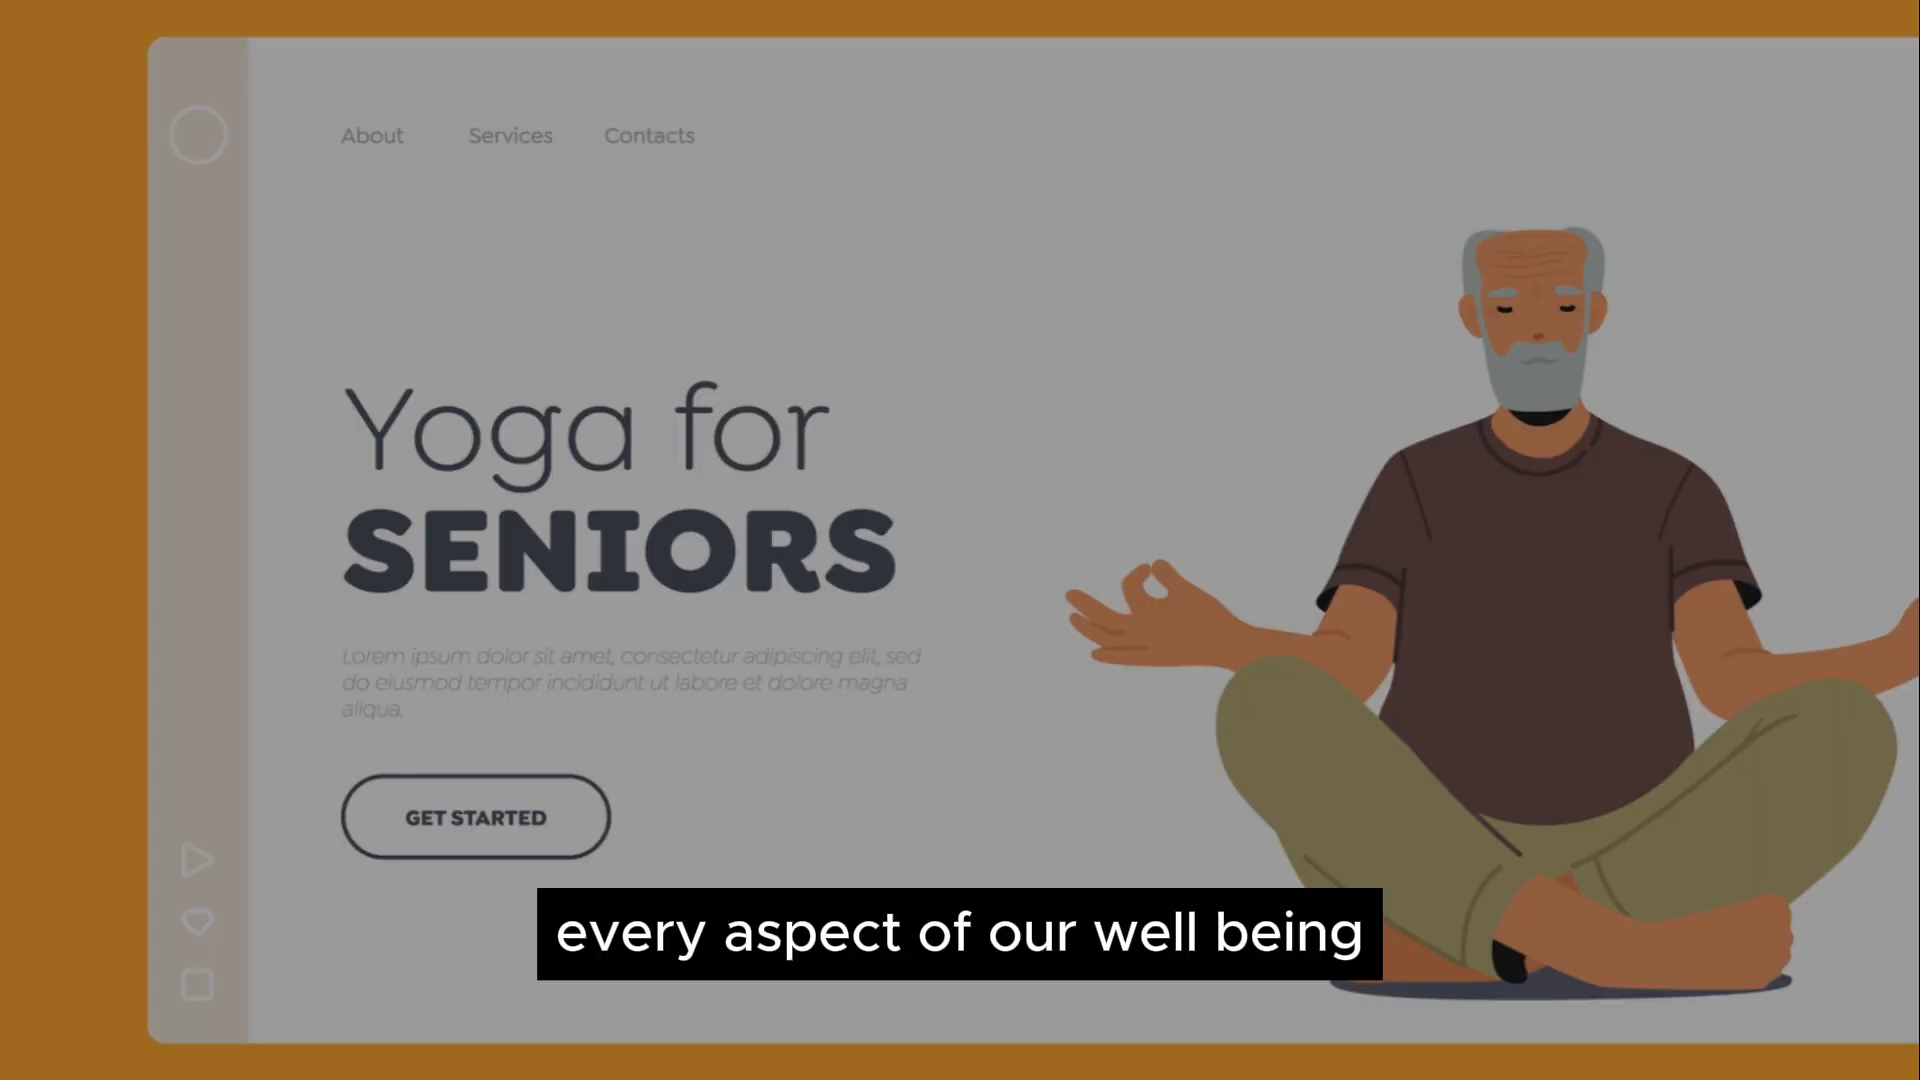 About Services Contacts
Yoga for
SENIORS
Lorem ipsum dolor sit amet, consectetur adipiscing elit, sed
do eiusmod tempor incididunt ut labore et dolore magna
aliqua.
GET STARTED
every aspect of our well being